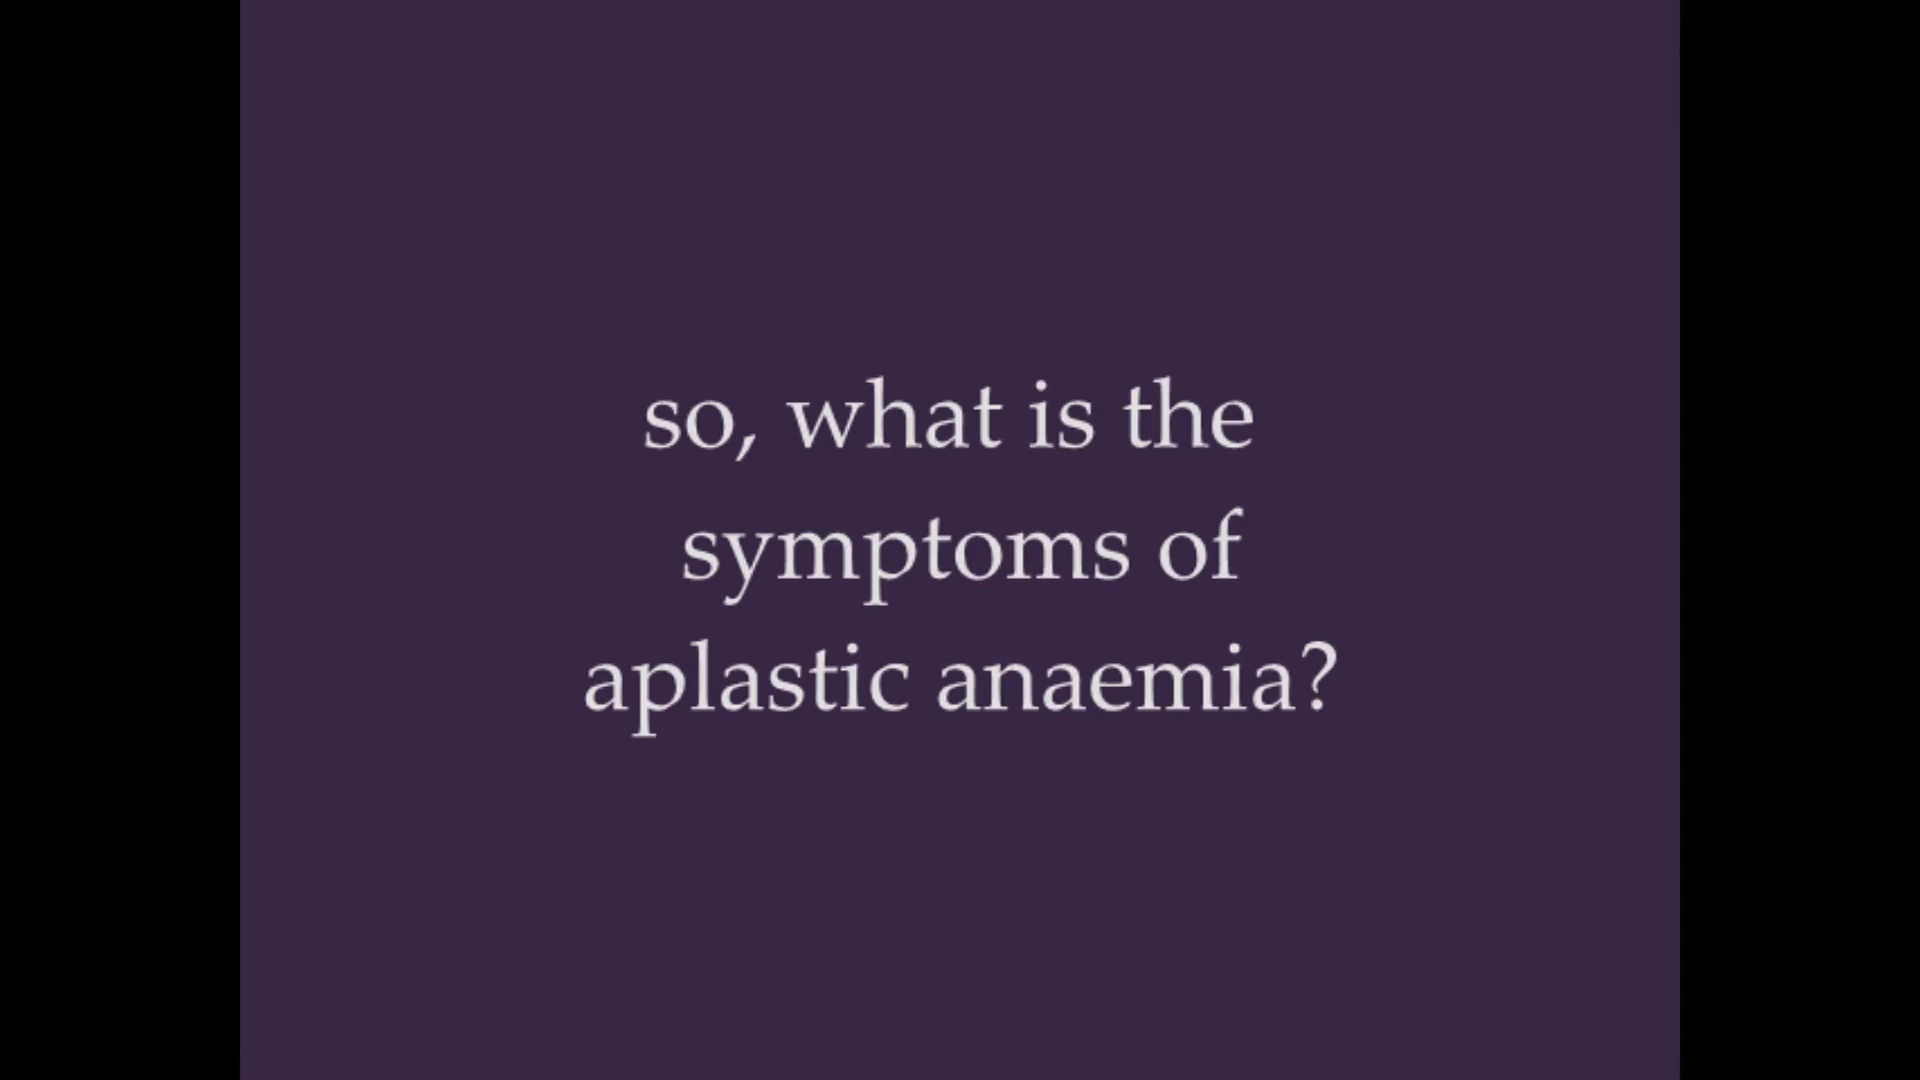 so, what is the
symptoms of
aplastic anaemia?